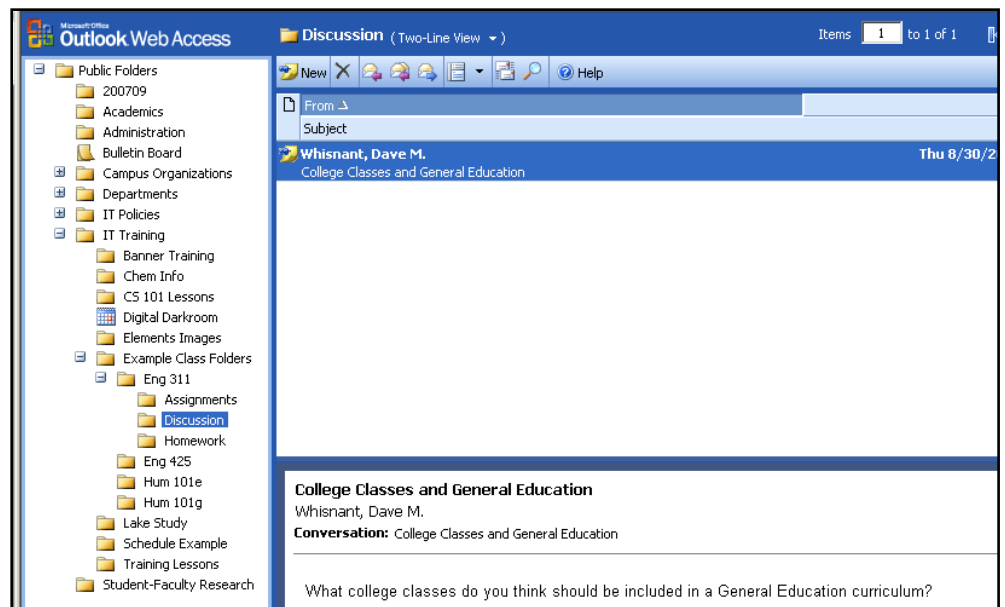 Microsoft Office
Outlook Web Access
Discussion (Two-Line View)
Items 1 to 1 of 1
Public Folders
200709
Academics
Administration
Bulletin Board
Campus Organizations
Departments
IT Policies
IT Training
Banner Training
Chem Info
CS 101 Lessons
Digital Darkroom
Elements Images
Example Class Folders
Eng 311
Assignments
Discussion
Homework
Eng 425
Hum 101e
Hum 101g
Lake Study
Schedule Example
Training Lessons
Student-Faculty Research
New Help
From
Subject
Whisnant, Dave M. Thu 8/30/2
College Classes and General Education
College Classes and General Education
Whisnant, Dave M.
Conversation: College Classes and General Education
What college classes do you think should be included in a General Education curriculum?